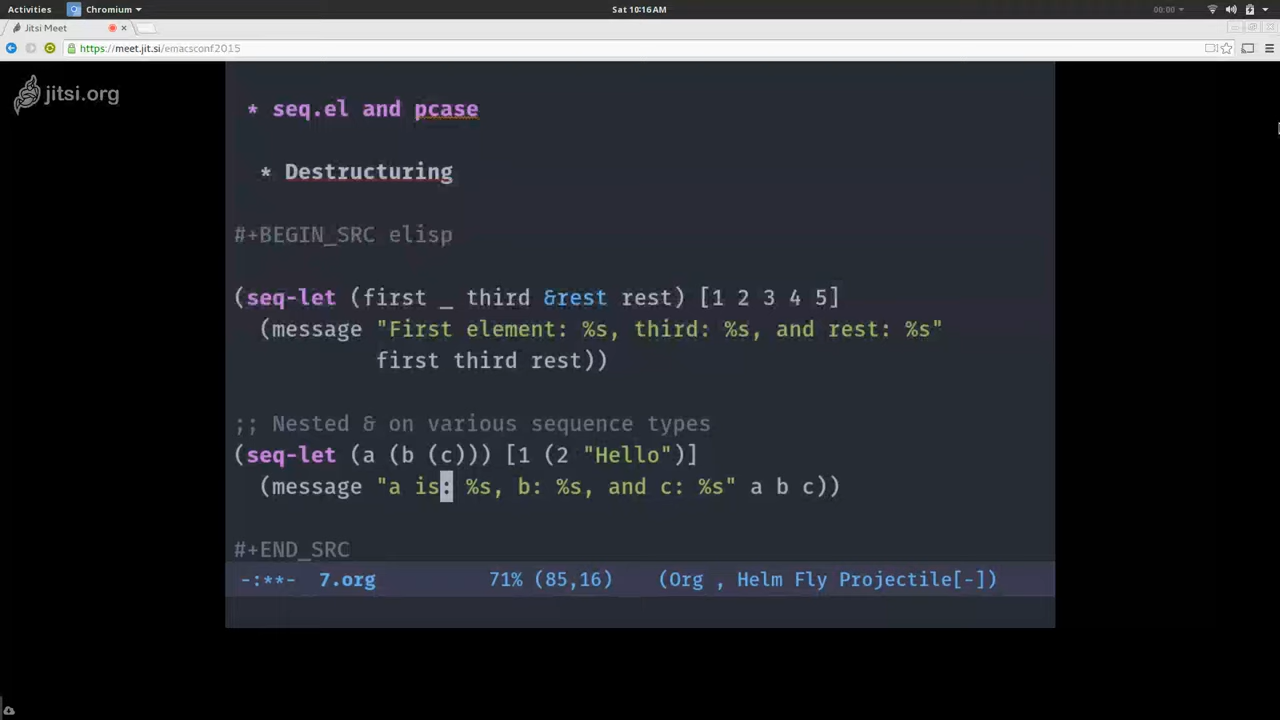 Activities Chromium Sat 10:16AM 00:00
Jitsi Meet
https://meet.jit.si/emacsconf2015
jitsi.org
* seq.el and pcase
* Destructuring
#+BEGIN_SRC elisp
(seq-let (first _ third &rest rest) [1 2 3 4 5]
(message "First element: %s, third: %s, and rest: %s"
first third rest))
;; Nested & on various sequence types
(seq-let (a (b (c))) [1 (2 "Hello")]
(message "a is: %s, b: %s, and c: %s" a b c))
#+END_SRC
-:**- 7.org 71% (85,16) (Org , Helm Fly Projectile[-])